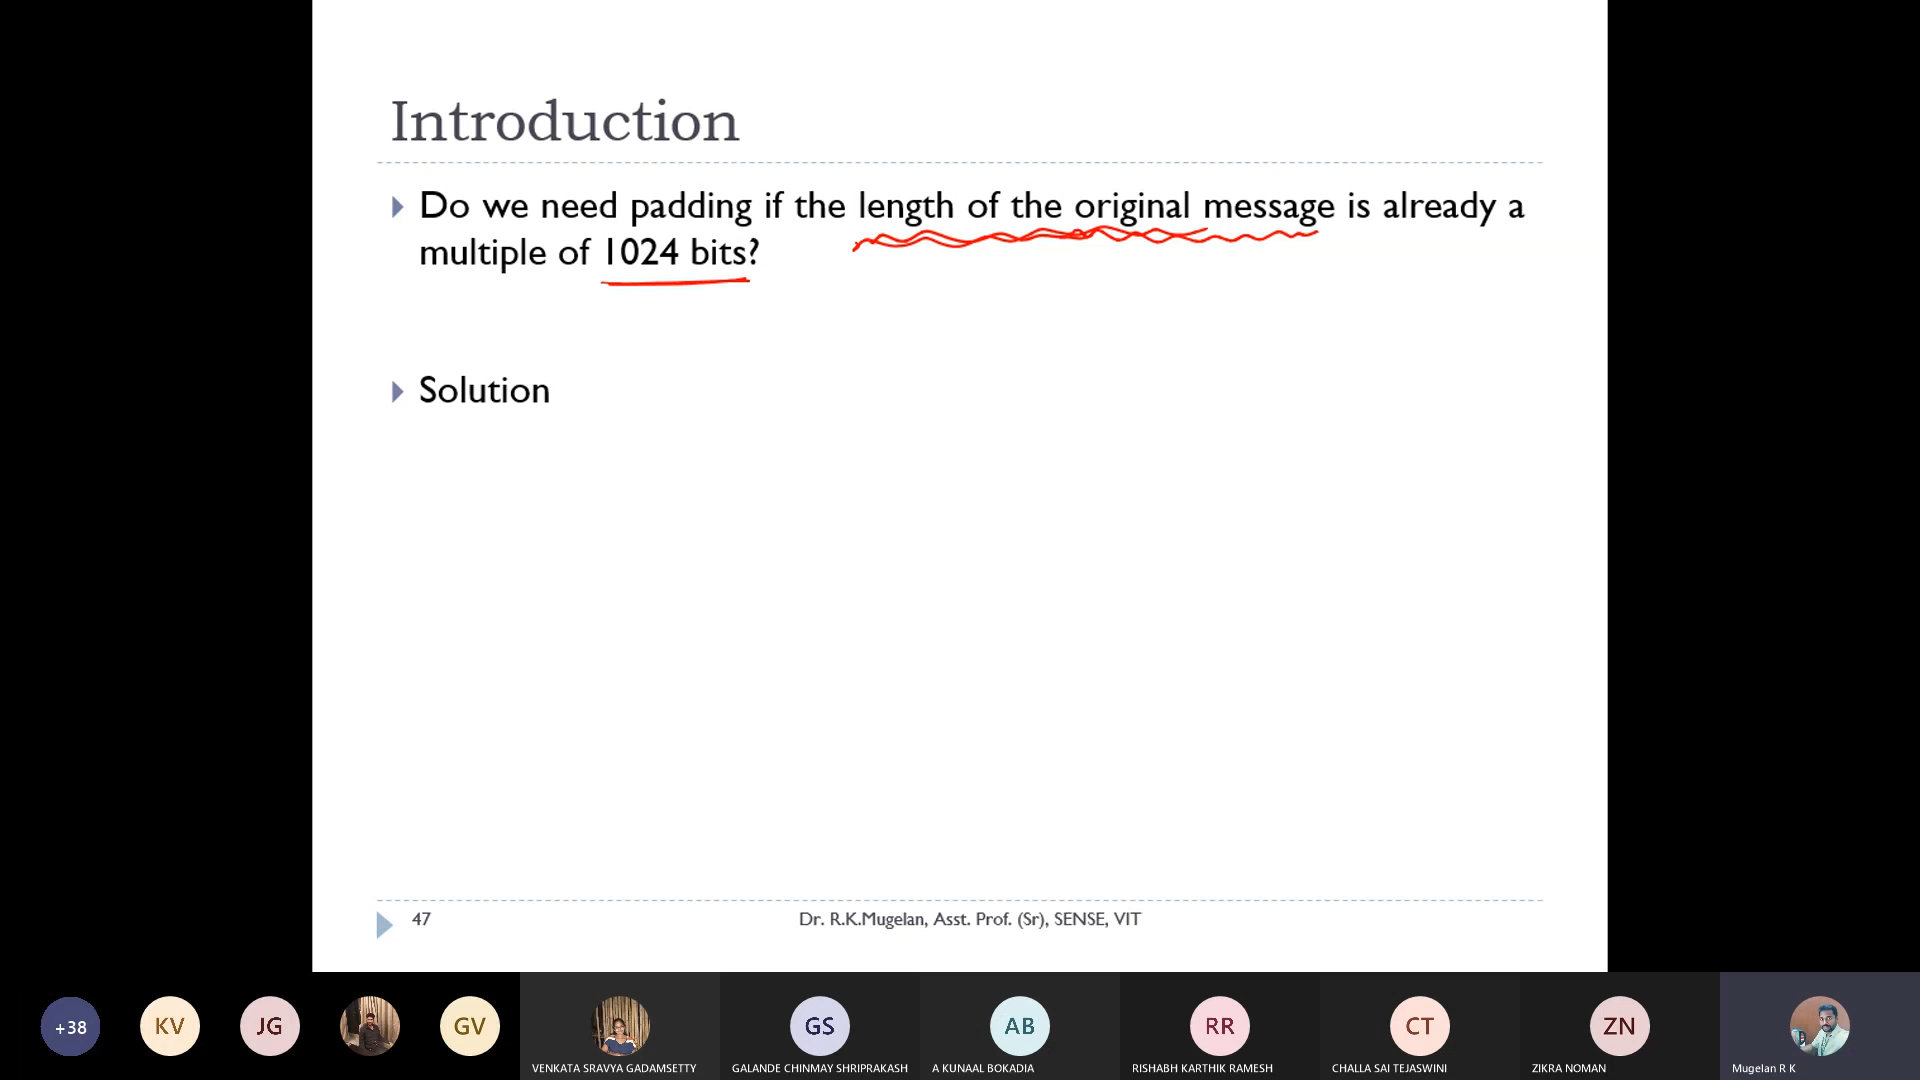 Introduction
Do we need padding if the length of the original message is already a
multiple of 1024 bits?
Solution
47
Dr. R.K.Mugelan, Asst. Prof. (Sr), SENSE, VIT
+38
KV
JG
GV
GS
AB
RR
CT
ZN
VENKATA SRAVYA GADAMSETTY
GALANDE CHINMAY SHRIPRAKASH
A KUNAAL BOKADIA
RISHABH KARTHIK RAMESH
CHALLA SAI TEJASWINI
ZIKRA NOMAN
Mugelan R K